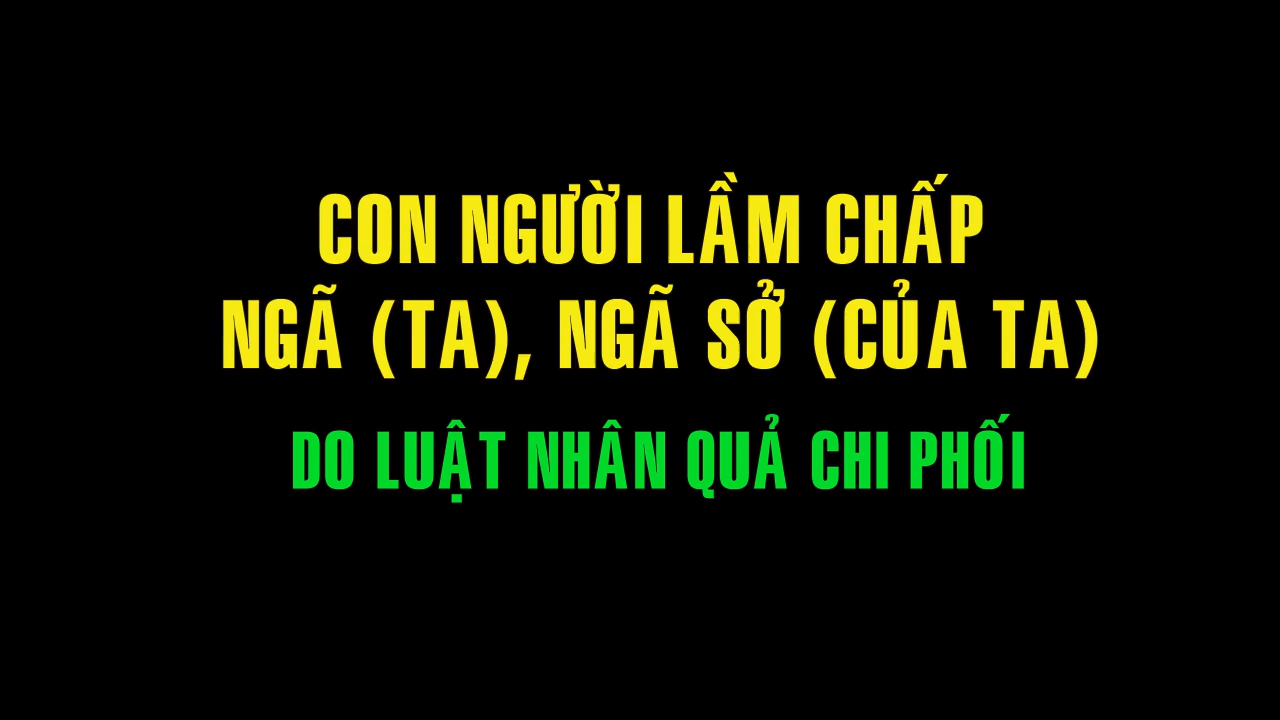 CON NGƯỜI LẦM CHẤP
NGÃ (TA), NGÃ SỞ (CỦA TA)
DO LUẬT NHÂN QUẢ CHI PHỐI